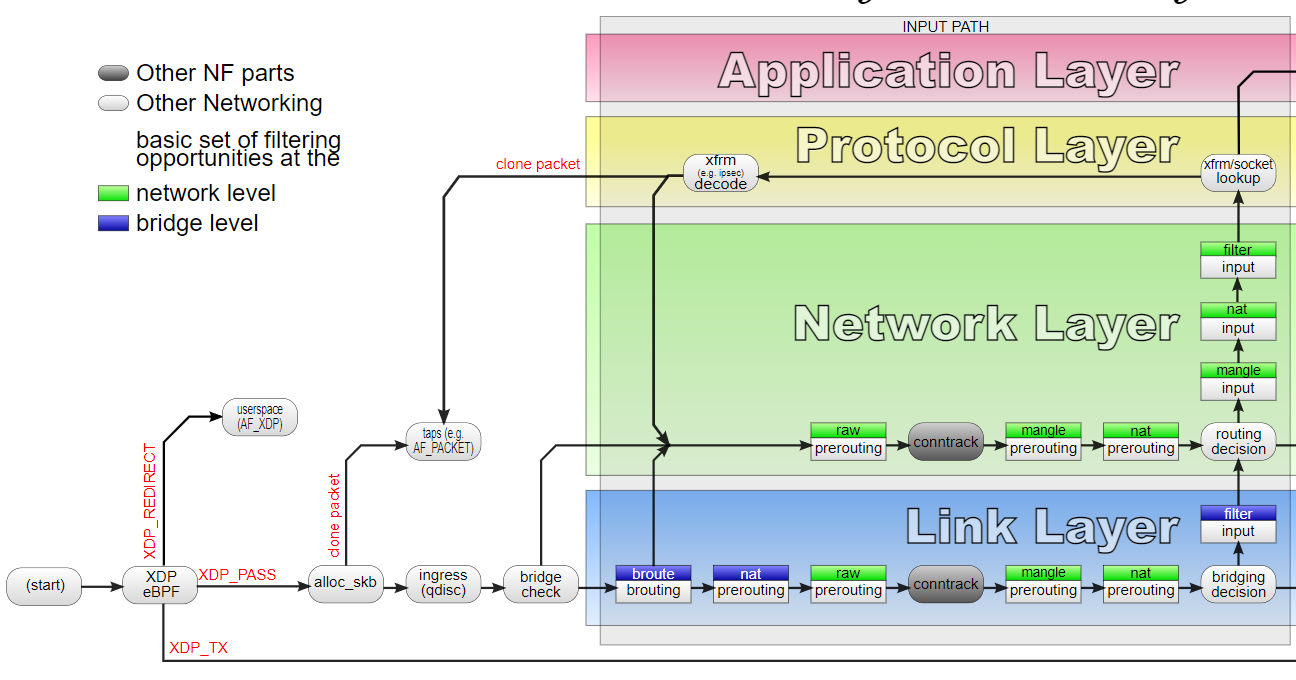 INPUT PATH
Application Layer
Other NF parts
Other Networking
basic set of filtering
opportunities at the
network level
bridge level
Protocol Layer
clone packet
xfrm
(e.g. ipsec)
decode
xfrm/socket
lookup
Network Layer
filter
input
nat
input
mangle
input
userspace
(AF_XDP)
taps (e.g.
AF_PACKET)
raw
prerouting
conntrack
mangle
prerouting
nat
prerouting
routing
decision
XDP_REDIRECT
clone packet
Link Layer
filter
input
(start)
XDP
eBPF
XDP_PASS
alloc_skb
ingress
(qdisc)
bridge
check
broute
brouting
nat
prerouting
raw
prerouting
conntrack
mangle
prerouting
nat
prerouting
bridging
decision
XDP_TX